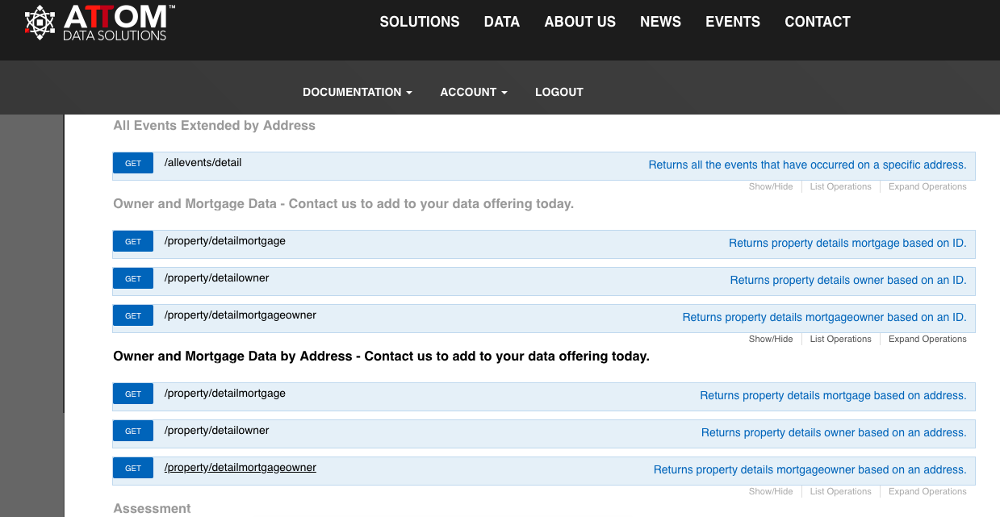 ATTOM™
DATA SOLUTIONS
SOLUTIONS DATA ABOUT US NEWS EVENTS CONTACT
DOCUMENTATION ACCOUNT LOGOUT
All Events Extended by Address
GET /allevents/detail Returns all the events that have occurred on a specific address.
Show/Hide List Operations Expand Operations
Owner and Mortgage Data - Contact us to add to your data offering today.
GET /property/detailmortgage Returns property details mortgage based on ID.
GET /property/detailowner Returns property details owner based on an ID.
GET /property/detailmortgageowner Returns property details mortgageowner based on an ID.
Show/Hide List Operations Expand Operations
Owner and Mortgage Data by Address - Contact us to add to your data offering today.
GET /property/detailmortgage Returns property details mortgage based on address.
GET /property/detailowner Returns property details owner based on an address.
GET /property/detailmortgageowner Returns property details mortgageowner based on an address.
Show/Hide List Operations Expand Operations
Assessment